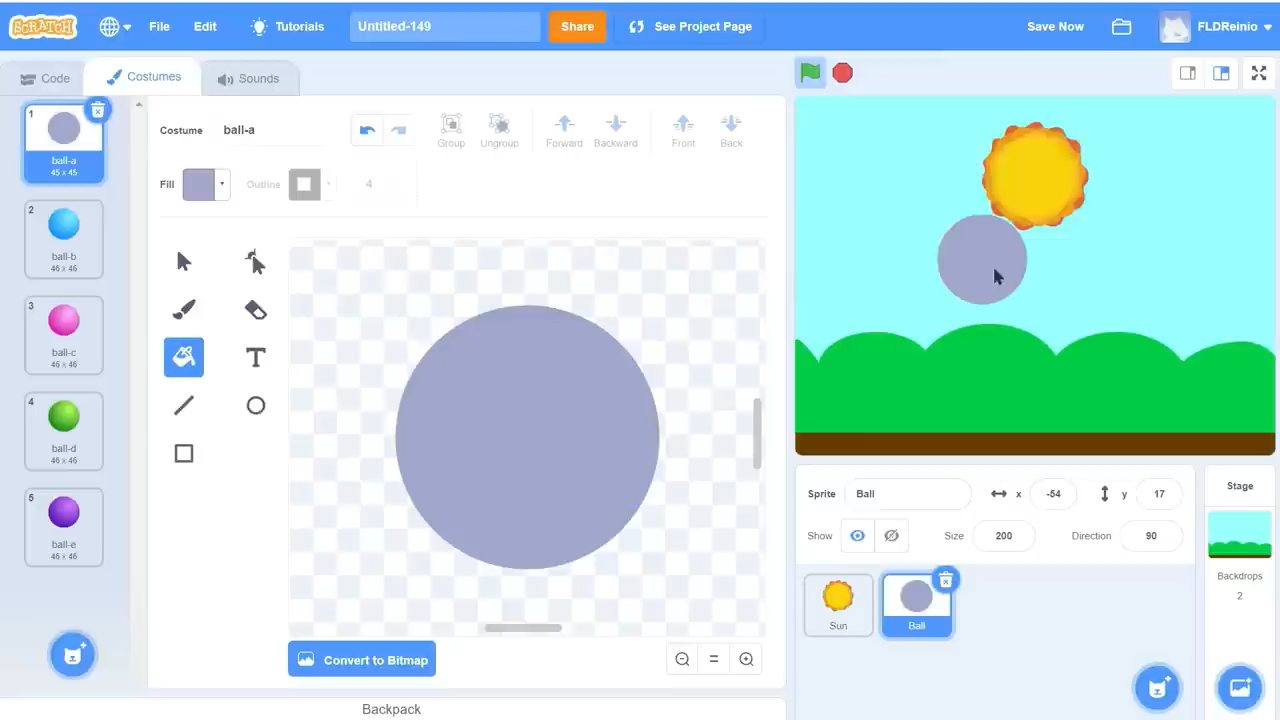 SCRATCH File Edit Tutorials Untitled-149 Share See Project Page Save Now FLDReinio
Code Costumes Sounds
1
ball-a
45 x 45
2
ball-b
46 x 46
3
ball-c
46 x 46
4
ball-d
46 x 46
5
ball-e
46 x 46
Costume ball-a Group Ungroup Forward Backward Front Back
Fill Outline 4
T
Convert to Bitmap
Backpack
Sprite Ball x -54 y 17
Show Size 200 Direction 90
Sun Ball
Stage
Backdrops
2